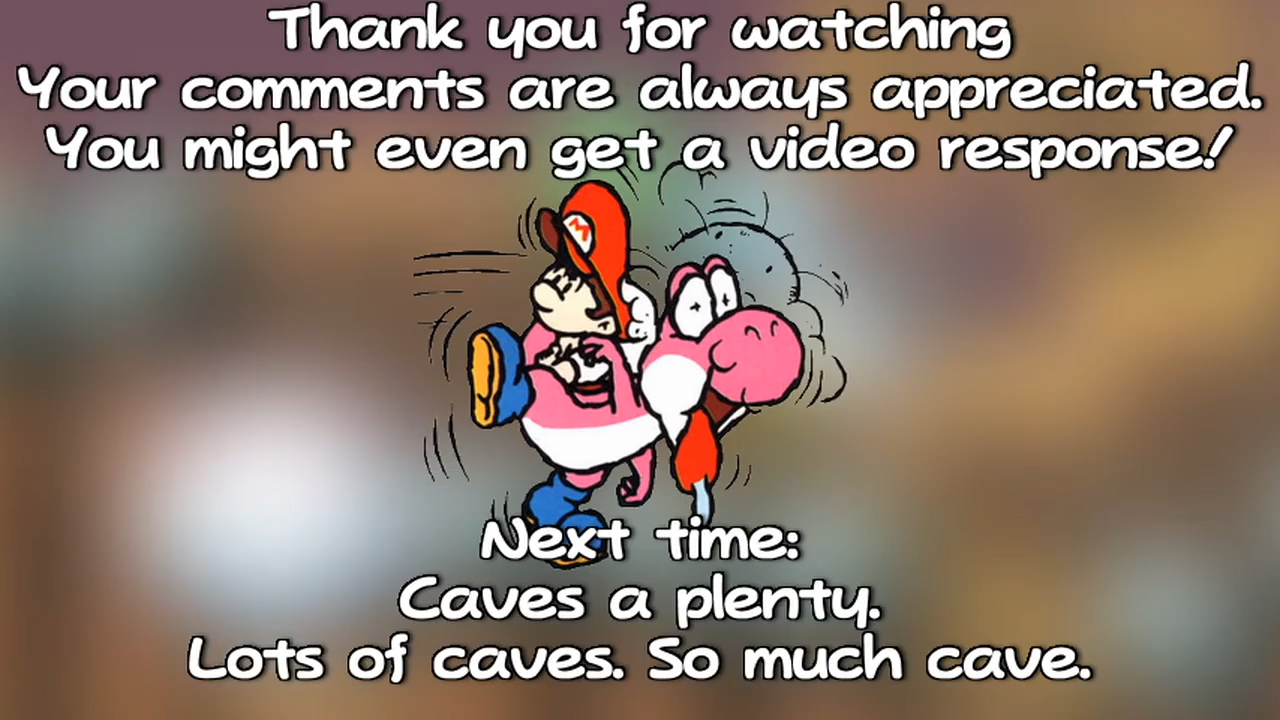 Thank you for watching
Your comments are always appreciated.
You might even get a video response!
M
Next time:
Caves a plenty.
Lots of caves. So much cave.